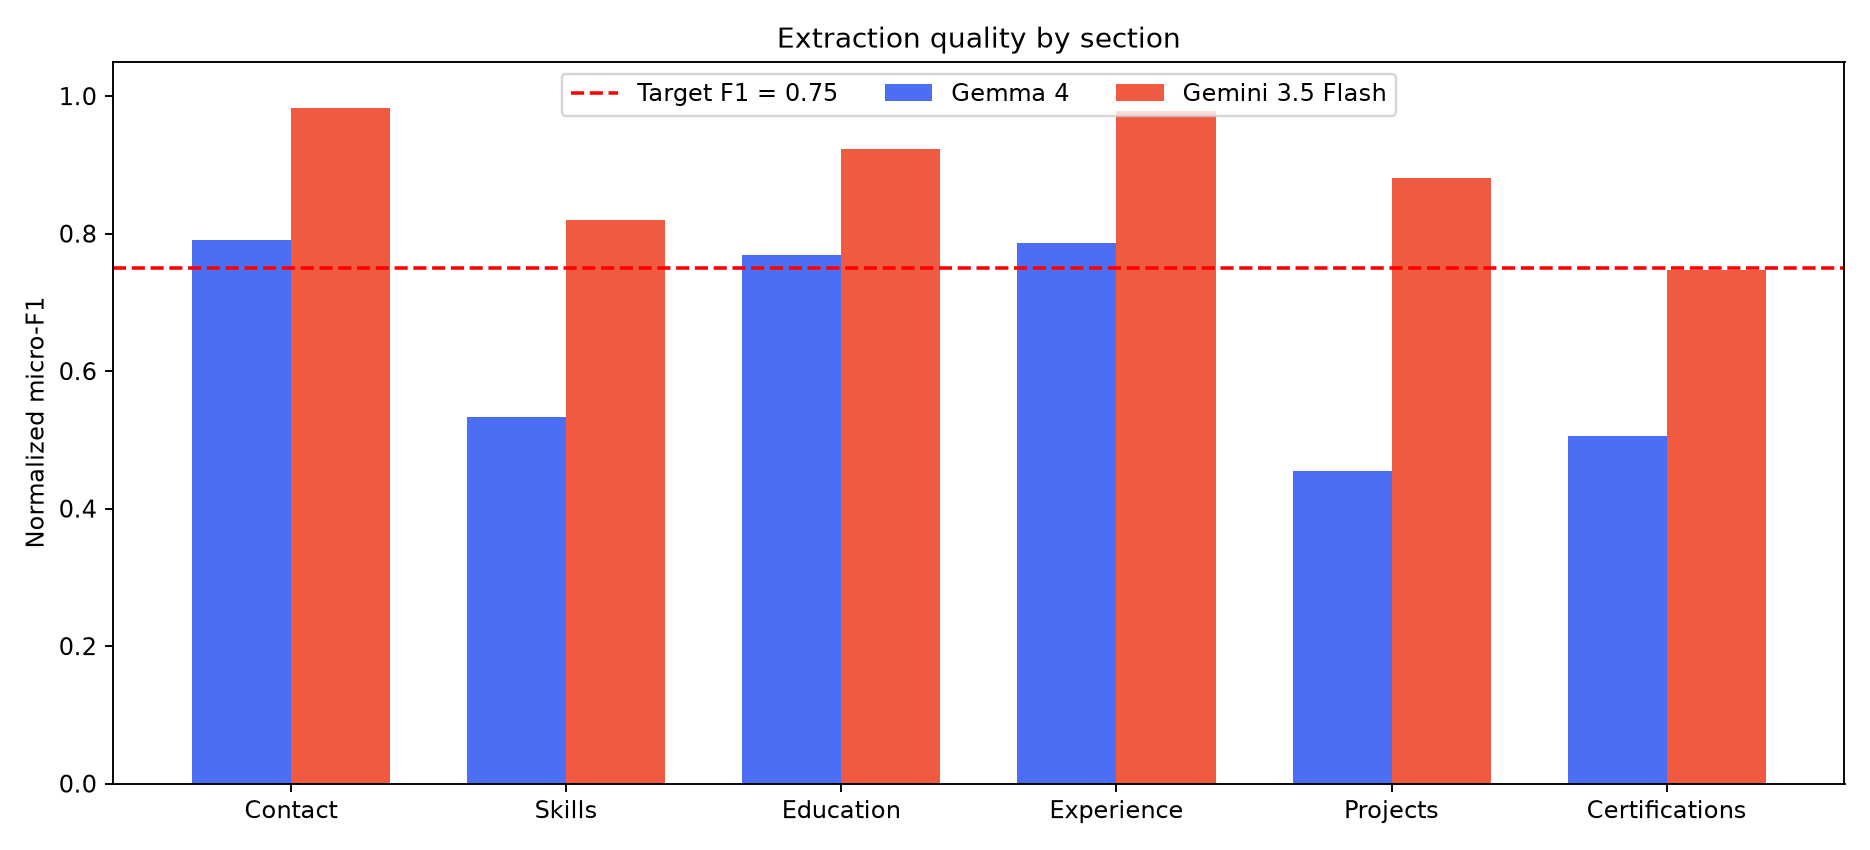 Extraction quality by section
Target F1 = 0.75 Gemma 4 Gemini 3.5 Flash
Normalized micro-F1
1.0
0.8
0.6
0.4
0.2
0.0
Contact Skills Education Experience Projects Certifications